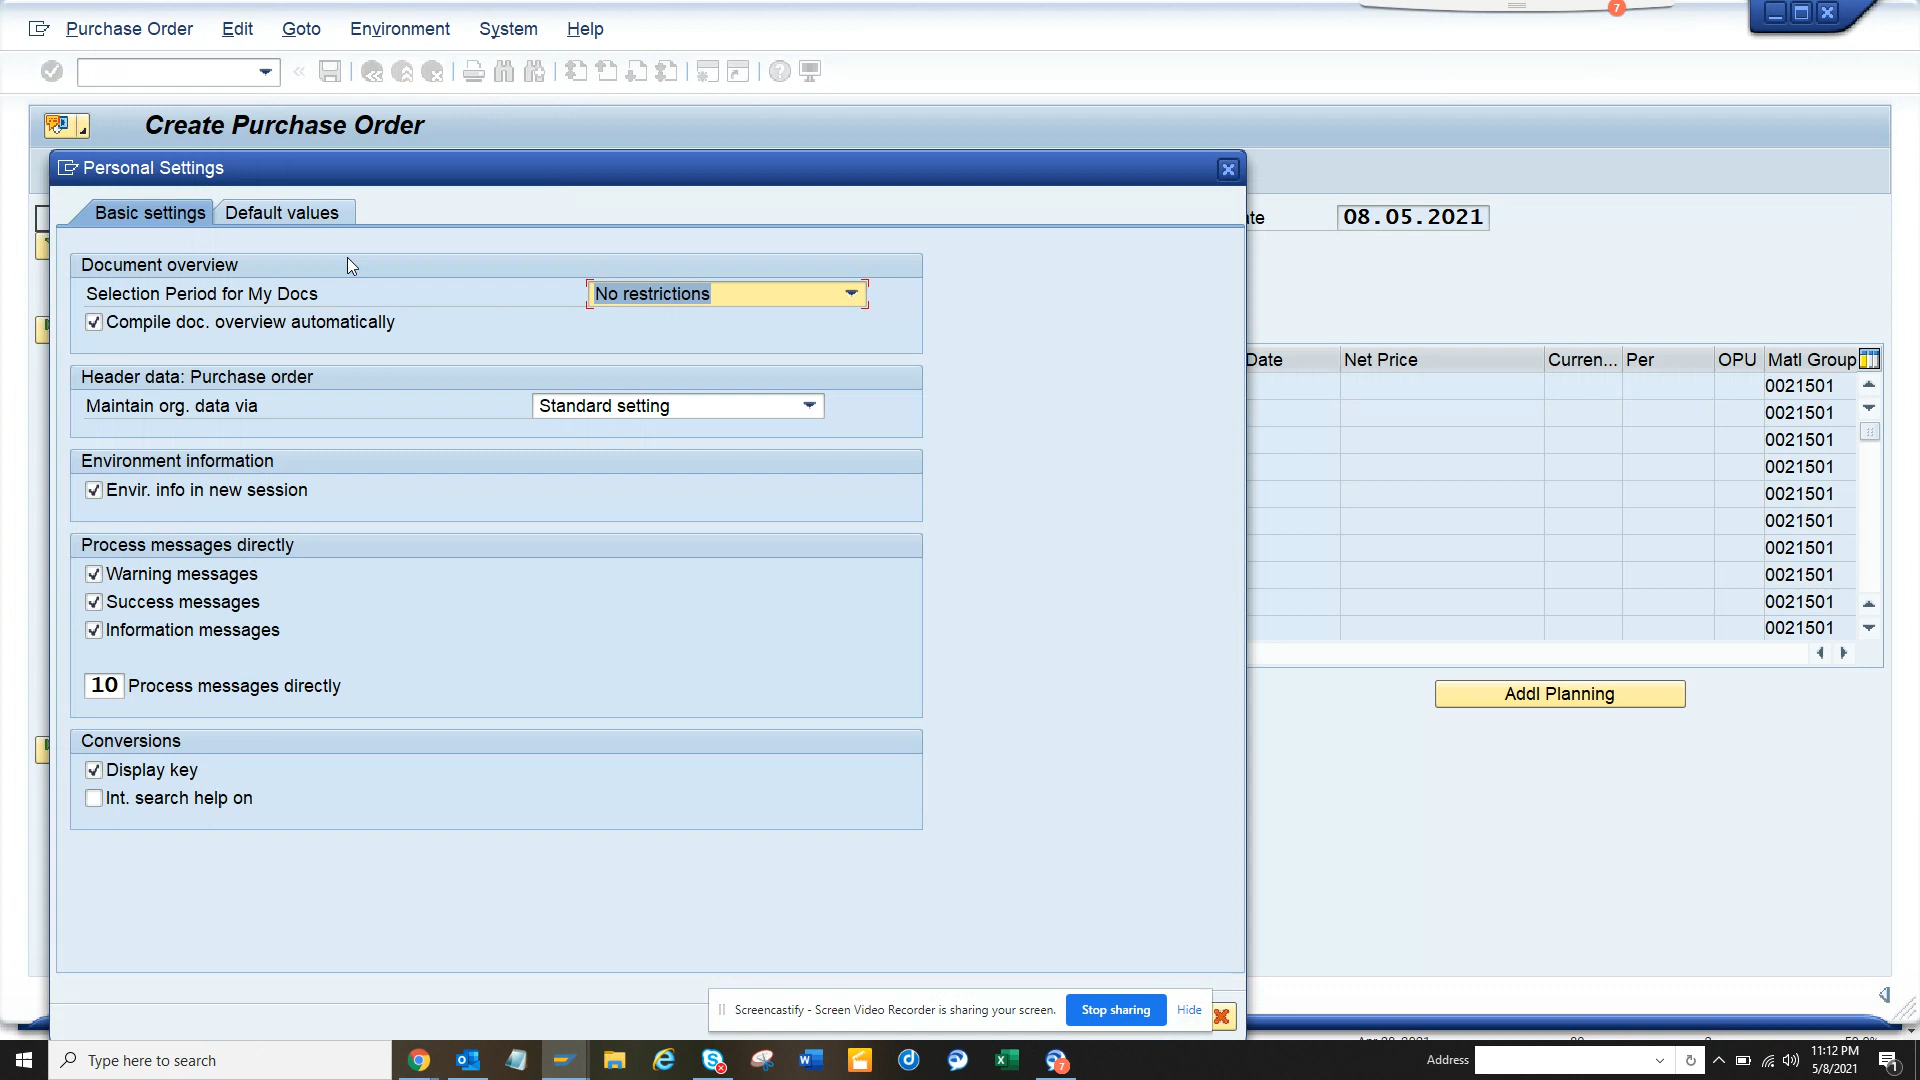 7
Purchase Order Edit Goto Environment System Help
Create Purchase Order
Personal Settings
Basic settings Default values
ate 08.05.2021
Document overview
Selection Period for My Docs No restrictions
Compile doc. overview automatically
Date Net Price Curren... Per OPU Matl Group
0021501
Header data: Purchase order
Maintain org. data via Standard setting
0021501
0021501
Environment information
0021501
Envir. info in new session
0021501
0021501
Process messages directly
0021501
Warning messages
0021501
Success messages
0021501
Information messages
0021501
10 Process messages directly
Addl Planning
Conversions
Display key
Int. search help on
Screencastify - Screen Video Recorder is sharing your screen. Stop sharing Hide
Type here to search
7
Address
11:12 PM
5/8/2021
1